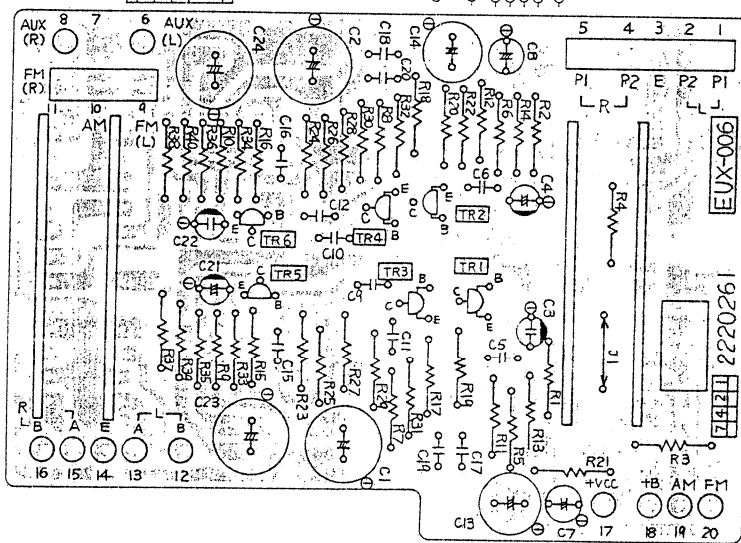 8 7 6
AUX (R)
AUX (L)
FM (R)
11 10 9
AM
FM (L)
C24
C2
C18
C20
C14
C8
5 4 3 2 1
P1 P2 E P2 P1
R L
EUX-006
2220261
7 4 2 1
R38
R40
R36
R10
R34
R16
C16
R24
R26
R28
R30
R8
R32
R18
R20
R22
R12
R6
R14
R2
C6
C4
R4
C22
E B
C
TR6
C12
C10
TR4
E
C
B
E
C
B
TR2
C21
TR5
C
E B
C9
TR3
C B
E
TR1
C B
E
C3
J1
R37
R39
R35
R33
R15
C15
R23
R25
R27
R29
C11
R7
R31
R17
R19
C5
R1
R11
R5
R13
C23
C1
C19
C17
R21
R3
C13
C7
R
B A E A L B
16 15 14 13 12
+VCC
17
+B AM FM
18 19 20